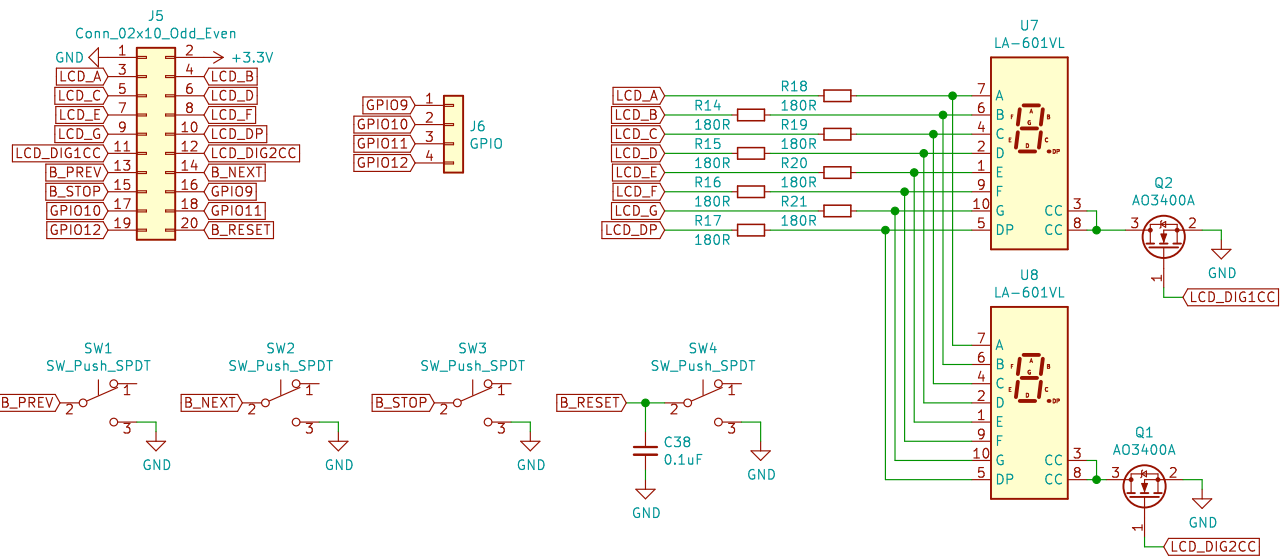 J5
Conn_02x10_Odd_Even
GND 1 2 +3.3V
LCD_A 3 4 LCD_B
LCD_C 5 6 LCD_D
LCD_E 7 8 LCD_F
LCD_G 9 10 LCD_DP
LCD_DIG1CC 11 12 LCD_DIG2CC
B_PREV 13 14 B_NEXT
B_STOP 15 16 GPIO9
GPIO10 17 18 GPIO11
GPIO12 19 20 B_RESET
GPIO9 1
GPIO10 2
GPIO11 3
GPIO12 4
J6
GPIO
LCD_A
LCD_B
LCD_C
LCD_D
LCD_E
LCD_F
LCD_G
LCD_DP
R18
180R
R14
180R
R19
180R
R15
180R
R20
180R
R16
180R
R21
180R
R17
180R
U7
LA-601VL
7 A
6 B
4 C
2 D
1 E
9 F
10 G
5 DP
CC 3
CC 8
A
F B
G
E C
D
DP
Q2
AO3400A
3 2
1
GND
LCD_DIG1CC
U8
LA-601VL
7 A
6 B
4 C
2 D
1 E
9 F
10 G
5 DP
CC 3
CC 8
A
F B
G
E C
D
DP
Q1
AO3400A
3 2
1
GND
LCD_DIG2CC
SW1
SW_Push_SPDT
B_PREV 2 1
3
GND
SW2
SW_Push_SPDT
B_NEXT 2 1
3
GND
SW3
SW_Push_SPDT
B_STOP 2 1
3
GND
SW4
SW_Push_SPDT
B_RESET 2 1
3
GND
C38
0.1uF
GND